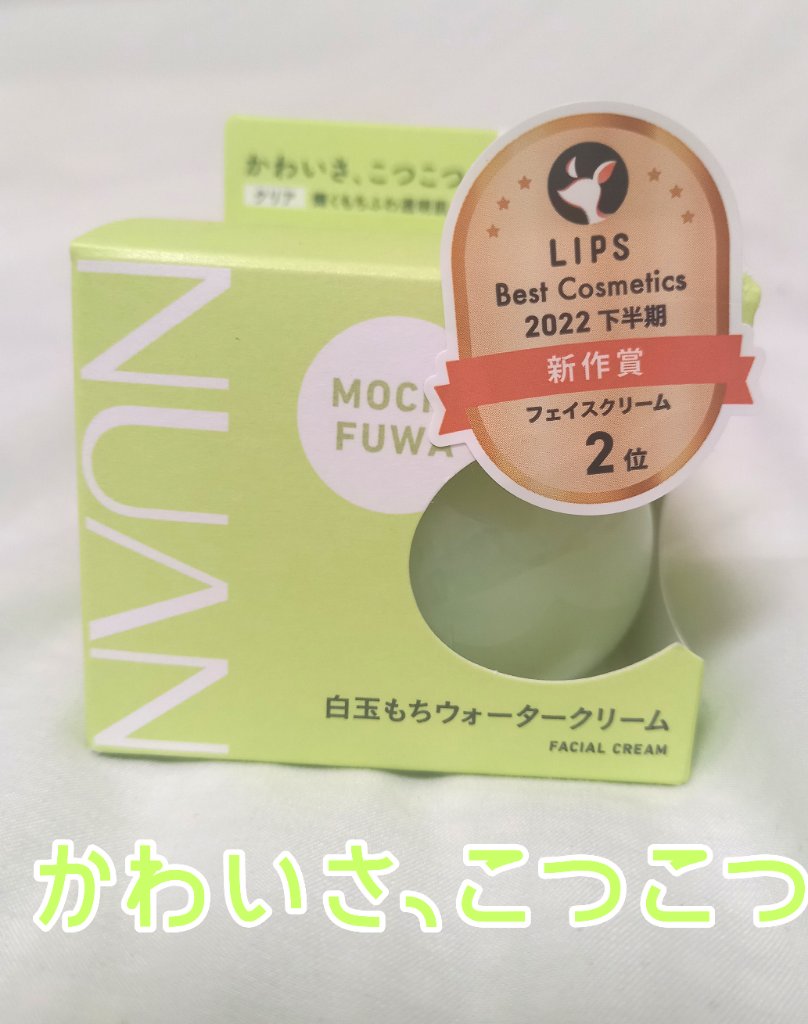 かわいさ、こつこつ
クリア
NUAN
MOCHI
FUWA
LIPS
Best Cosmetics
2022 下半期
新作賞
フェイスクリーム
2位
白玉もちウォータークリーム
FACIAL CREAM
かわいさ、こつこつ